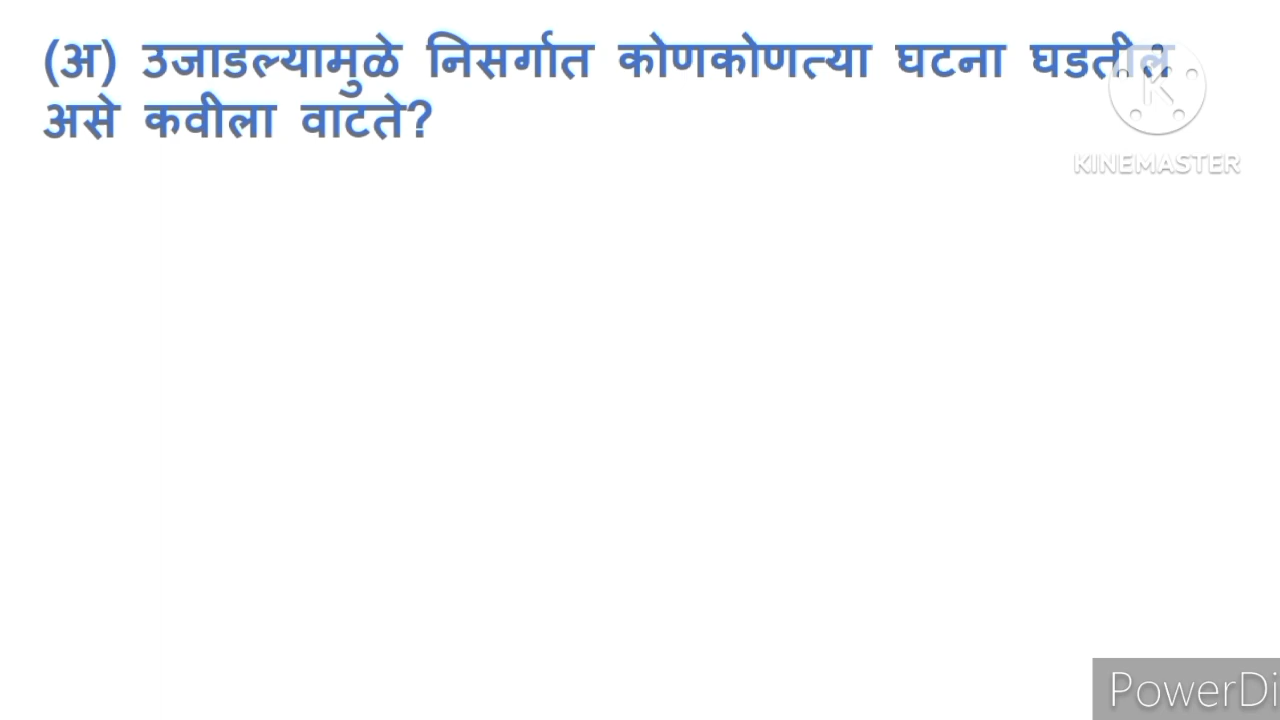 (अ) उजाडल्यामुळे निसर्गात कोणकोणत्या घटना घडतील
असे कवीला वाटते?
KINEMASTER
PowerDi